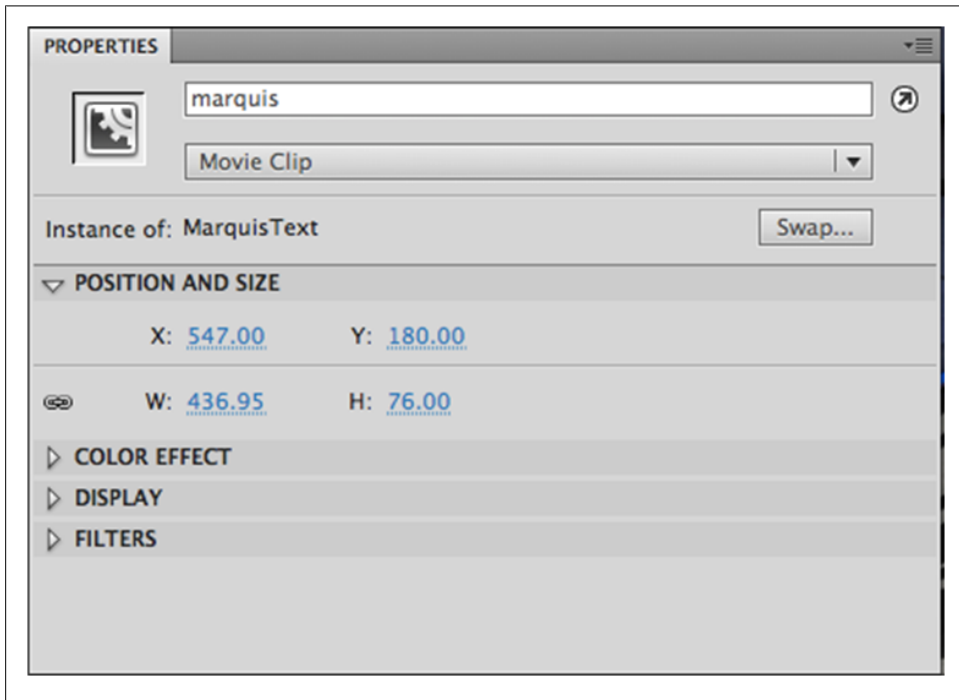 PROPERTIES
marquis
Movie Clip
Instance of: MarquisText Swap...
POSITION AND SIZE
X: 547.00 Y: 180.00
W: 436.95 H: 76.00
COLOR EFFECT
DISPLAY
FILTERS